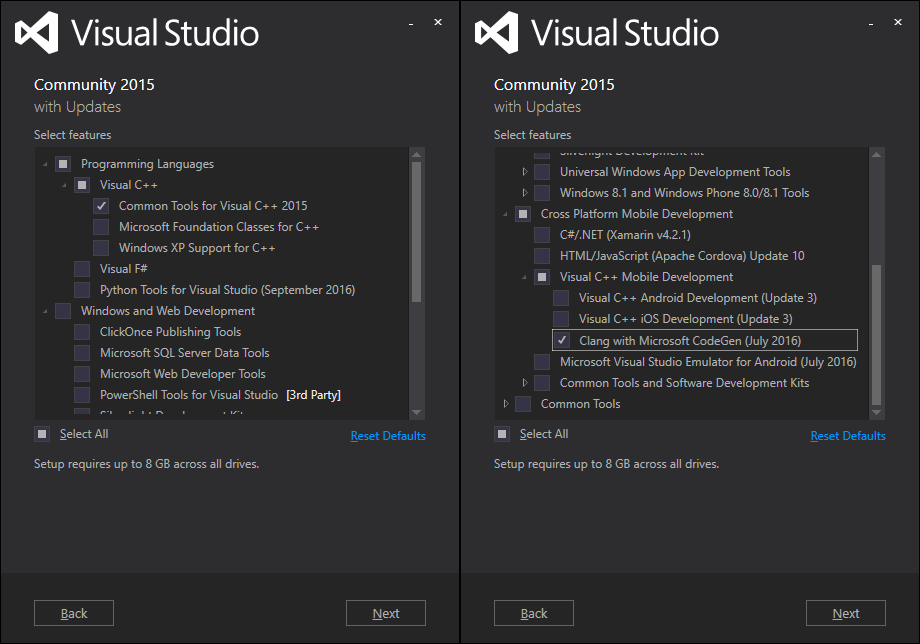 Visual Studio
Community 2015
with Updates
Select features
Programming Languages
Visual C++
Common Tools for Visual C++ 2015
Microsoft Foundation Classes for C++
Windows XP Support for C++
Visual F#
Python Tools for Visual Studio (September 2016)
Windows and Web Development
ClickOnce Publishing Tools
Microsoft SQL Server Data Tools
Microsoft Web Developer Tools
PowerShell Tools for Visual Studio [3rd Party]
Select All
Reset Defaults
Setup requires up to 8 GB across all drives.
Back
Next
Visual Studio
Community 2015
with Updates
Select features
Silverlight Development Kit
Universal Windows App Development Tools
Windows 8.1 and Windows Phone 8.0/8.1 Tools
Cross Platform Mobile Development
C#/.NET (Xamarin v4.2.1)
HTML/JavaScript (Apache Cordova) Update 10
Visual C++ Mobile Development
Visual C++ Android Development (Update 3)
Visual C++ iOS Development (Update 3)
Clang with Microsoft CodeGen (July 2016)
Microsoft Visual Studio Emulator for Android (July 2016)
Common Tools and Software Development Kits
Common Tools
Select All
Reset Defaults
Setup requires up to 8 GB across all drives.
Back
Next